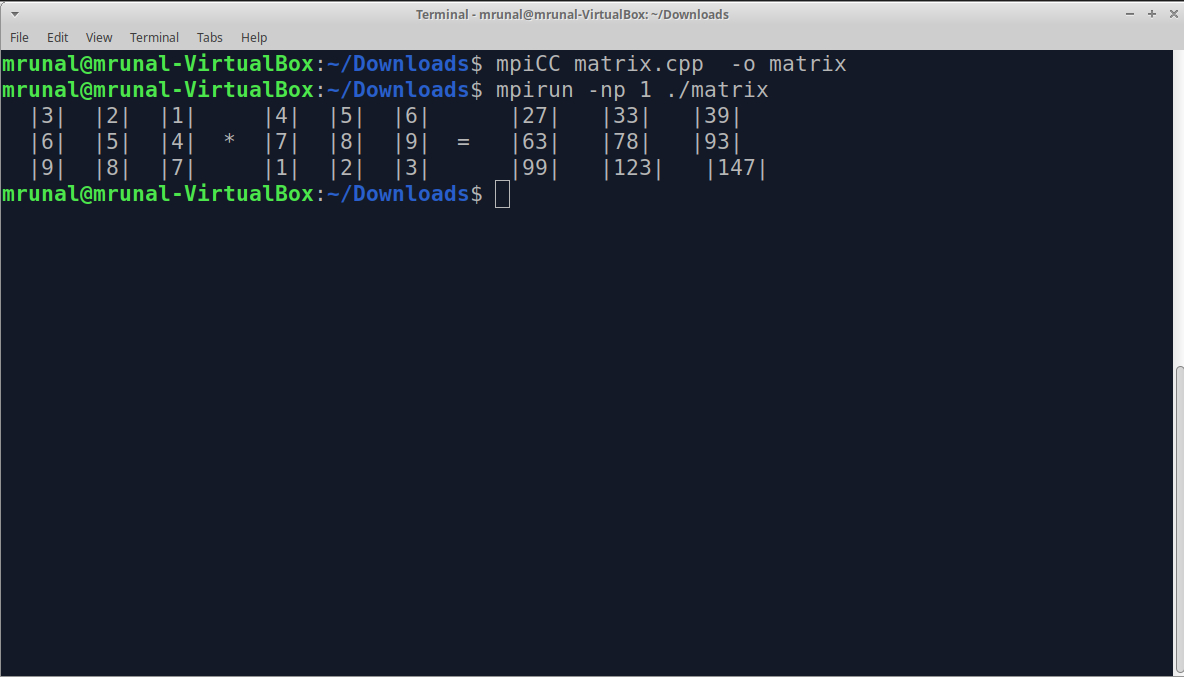 Terminal - mrunal@mrunal-VirtualBox: ~/Downloads
File Edit View Terminal Tabs Help
mrunal@mrunal-VirtualBox:~/Downloads$ mpiCC matrix.cpp  -o matrix
mrunal@mrunal-VirtualBox:~/Downloads$ mpirun -np 1 ./matrix
  |3|  |2|  |1|     |4|  |5|  |6|      |27|   |33|   |39|
  |6|  |5|  |4|  *  |7|  |8|  |9|  =   |63|   |78|   |93|
  |9|  |8|  |7|     |1|  |2|  |3|      |99|   |123|   |147|
mrunal@mrunal-VirtualBox:~/Downloads$